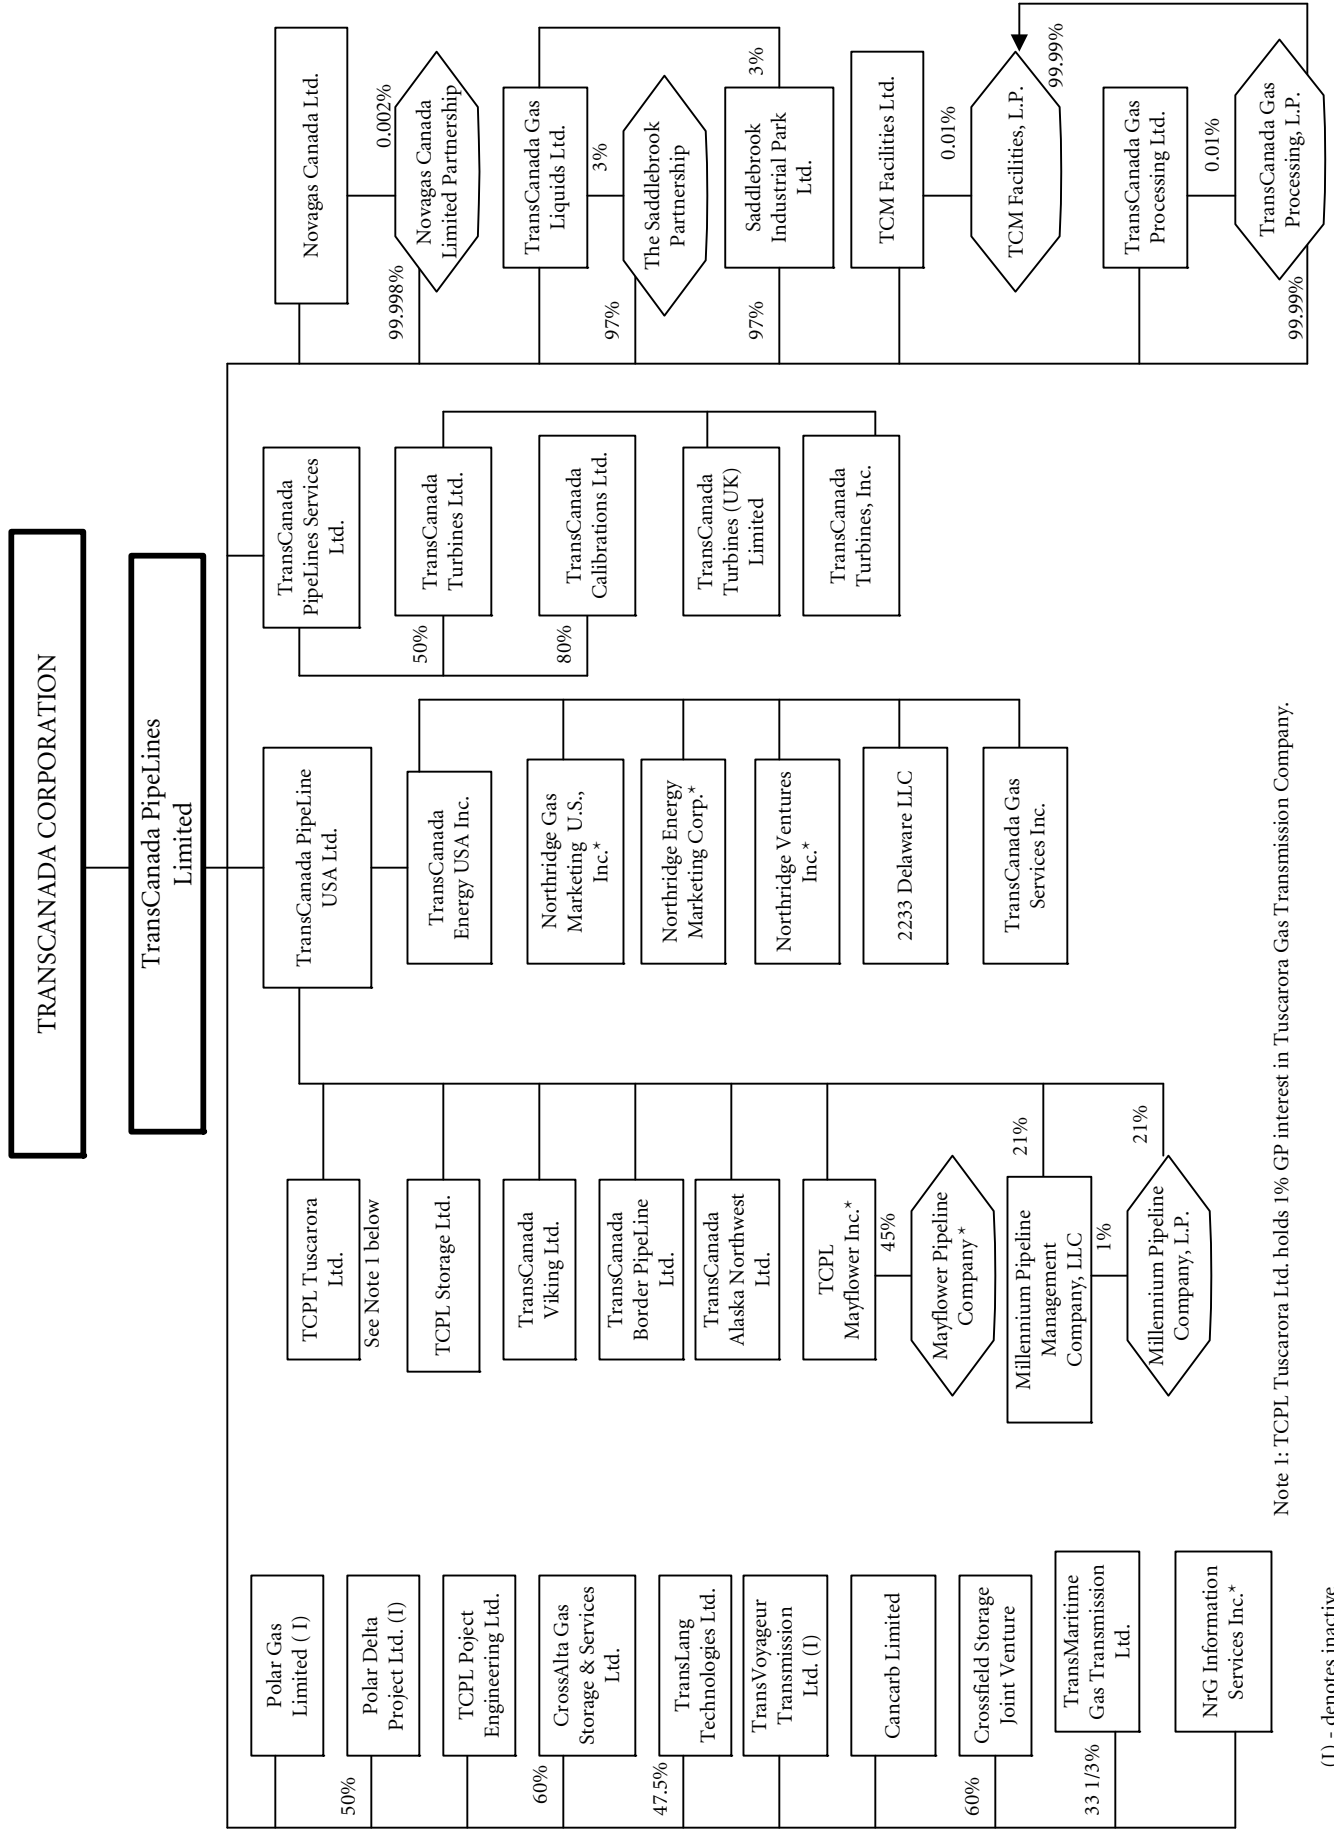 TRANSCANADA CORPORATION
TransCanada PipeLines
Limited
Polar Gas
Limited ( I )
50%
Polar Delta
Project Ltd. (I)
TCPL Poject
Engineering Ltd.
60%
CrossAlta Gas
Storage & Services
Ltd.
47.5%
TransLang
Technologies Ltd.
TransVoyageur
Transmission
Ltd. (I)
Cancarb Limited
60%
Crossfield Storage
Joint Venture
33 1/3%
TransMaritime
Gas Transmission
Ltd.
NrG Information
Services Inc.*
TCPL Tuscarora
Ltd.
See Note 1 below
TCPL Storage Ltd.
TransCanada
Viking Ltd.
TransCanada
Border PipeLine
Ltd.
TransCanada
Alaska Northwest
Ltd.
TCPL
Mayflower Inc.*
45%
Mayflower Pipeline
Company *
21%
Millennium Pipeline
Management
Company, LLC
1%
21%
Millennium Pipeline
Company, L.P.
TransCanada PipeLine
USA Ltd.
TransCanada
Energy USA Inc.
Northridge Gas
Marketing U.S.,
Inc.*
Northridge Energy
Marketing Corp.*
Northridge Ventures
Inc.*
2233 Delaware LLC
TransCanada Gas
Services Inc.
TransCanada
PipeLines Services
Ltd.
50%
TransCanada
Turbines Ltd.
80%
TransCanada
Calibrations Ltd.
TransCanada
Turbines (UK)
Limited
TransCanada
Turbines, Inc.
Novagas Canada Ltd.
0.002%
99.998%
Novagas Canada
Limited Partnership
TransCanada Gas
Liquids Ltd.
3%
97%
The Saddlebrook
Partnership
3%
97%
Saddlebrook
Industrial Park
Ltd.
TCM Facilities Ltd.
0.01%
TCM Facilities, L.P.
99.99%
TransCanada Gas
Processing Ltd.
0.01%
99.99%
TransCanada Gas
Processing, L.P.
Note 1: TCPL Tuscarora Ltd. holds 1% GP interest in Tuscarora Gas Transmission Company.
(I) - denotes inactive